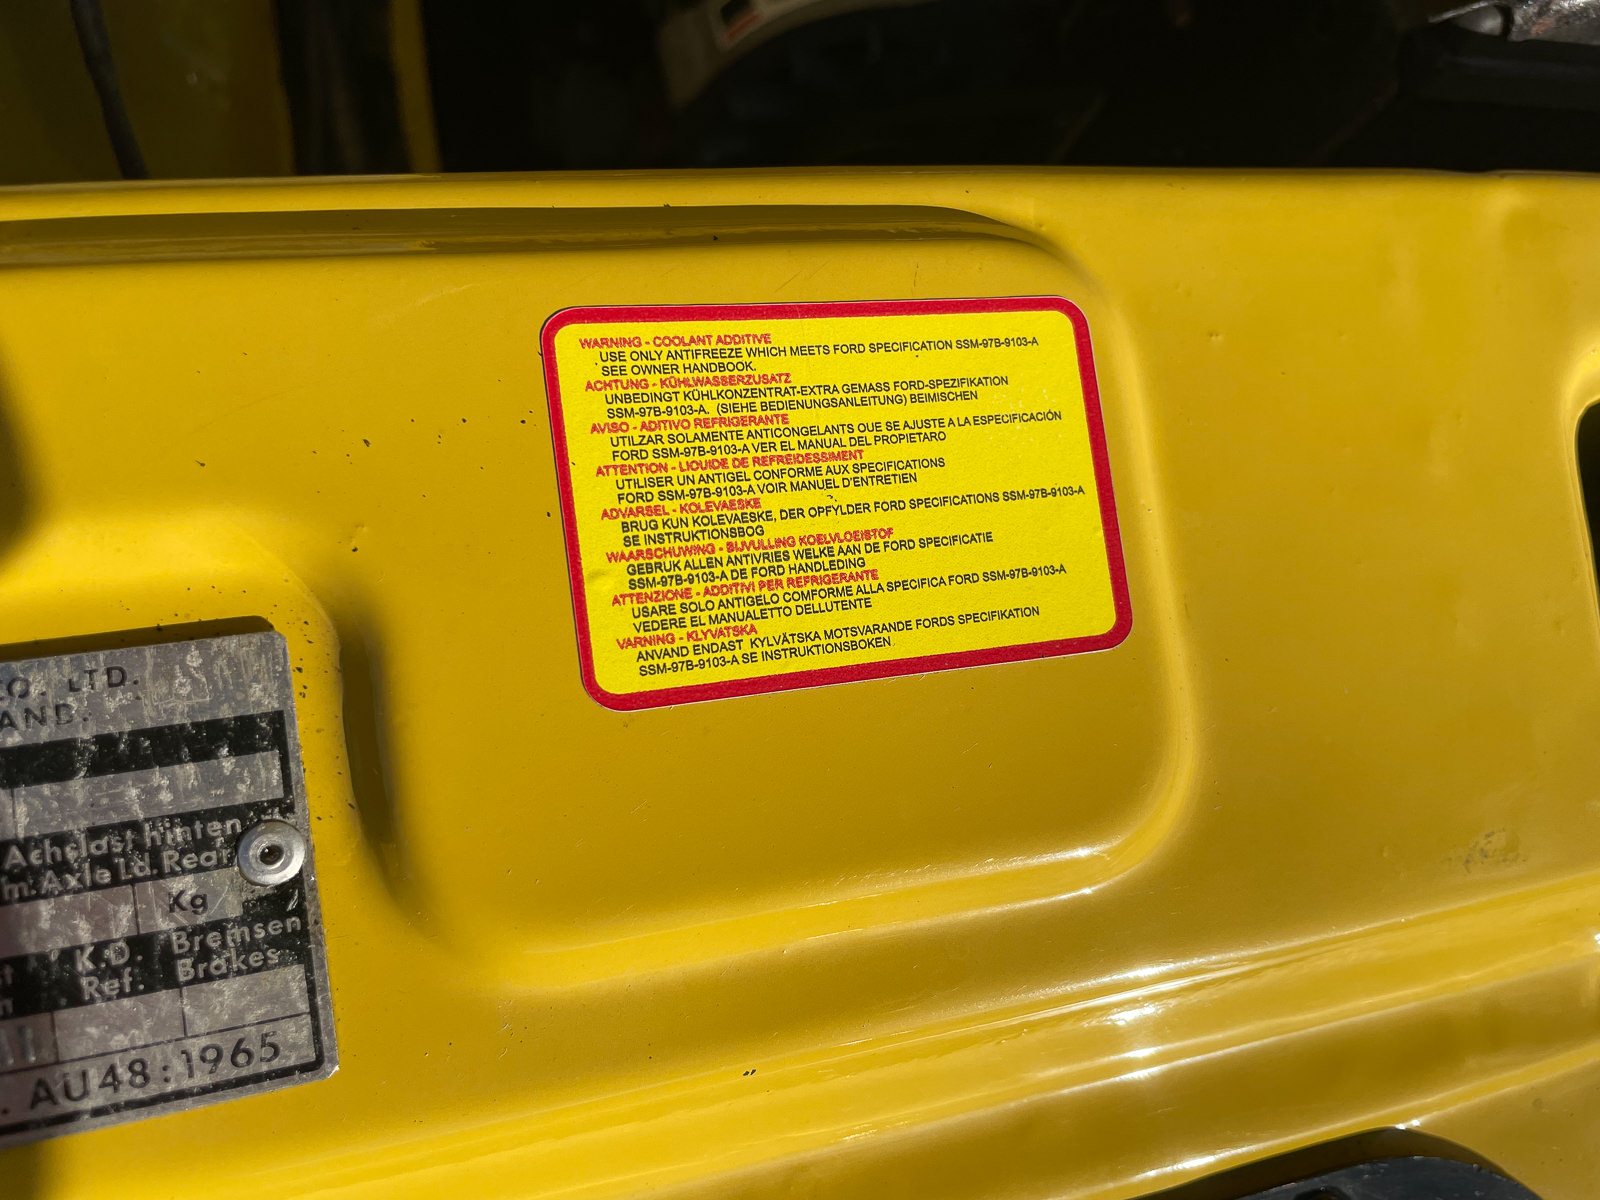 WARNING - COOLANT ADDITIVE
USE ONLY ANTIFREEZE WHICH MEETS FORD SPECIFICATION SSM-97B-9103-A
SEE OWNER HANDBOOK.
ACHTUNG - KÜHLWASSERZUSATZ
UNBEDINGT KÜHLKONZENTRAT-EXTRA GEMASS FORD-SPEZIFIKATION
SSM-97B-9103-A. (SIEHE BEDIENUNGSANLEITUNG) BEIMISCHEN
AVISO - ADITIVO REFRIGERANTE
UTILZAR SOLAMENTE ANTICONGELANTS OUE SE AJUSTE A LA ESPECIFICACIÓN
FORD SSM-97B-9103-A VER EL MANUAL DEL PROPIETARO
ATTENTION - LIOUIDE DE REFREIDESSIMENT
UTILISER UN ANTIGEL CONFORME AUX SPECIFICATIONS
FORD SSM-97B-9103-A VOIR MANUEL D'ENTRETIEN
ADVARSEL - KOLEVAESKE
BRUG KUN KOLEVAESKE, DER OPFYLDER FORD SPECIFICATIONS SSM-97B-9103-A
SE INSTRUKTIONSBOG
WAARSCHUWING - BIJVULLING KOELVLOEISTOF
GEBRUK ALLEN ANTIVRIES WELKE AAN DE FORD SPECIFICATIE
SSM-97B-9103-A DE FORD HANDLEDING
ATTENZIONE - ADDITIVI PER REFRIGERANTE
USARE SOLO ANTIGELO COMFORME ALLA SPECIFICA FORD SSM-97B-9103-A
VEDERE EL MANUALETTO DELLUTENTE
VARNING - KLYVATSKA
ANVAND ENDAST KYLVÄTSKA MOTSVARANDE FORDS SPECIFIKATION
SSM-97B-9103-A SE INSTRUKTIONSBOKEN.
CO. LTD.
AND.
Achslast hinten
m. Axle Ld. Rear
Kg
K.D. Bremsen
Ref. Brakes
. AU48:1965